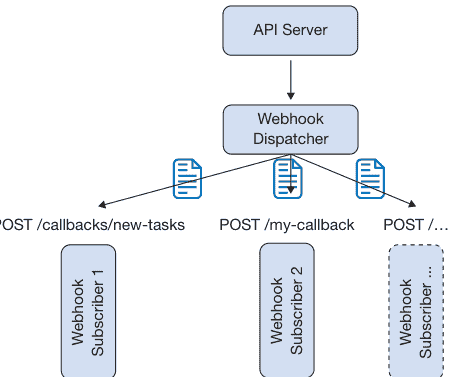 API Server
Webhook
Dispatcher
POST /callbacks/new-tasks
POST /my-callback
POST /...
Webhook
Subscriber 1
Webhook
Subscriber 2
Webhook
Subscriber ...